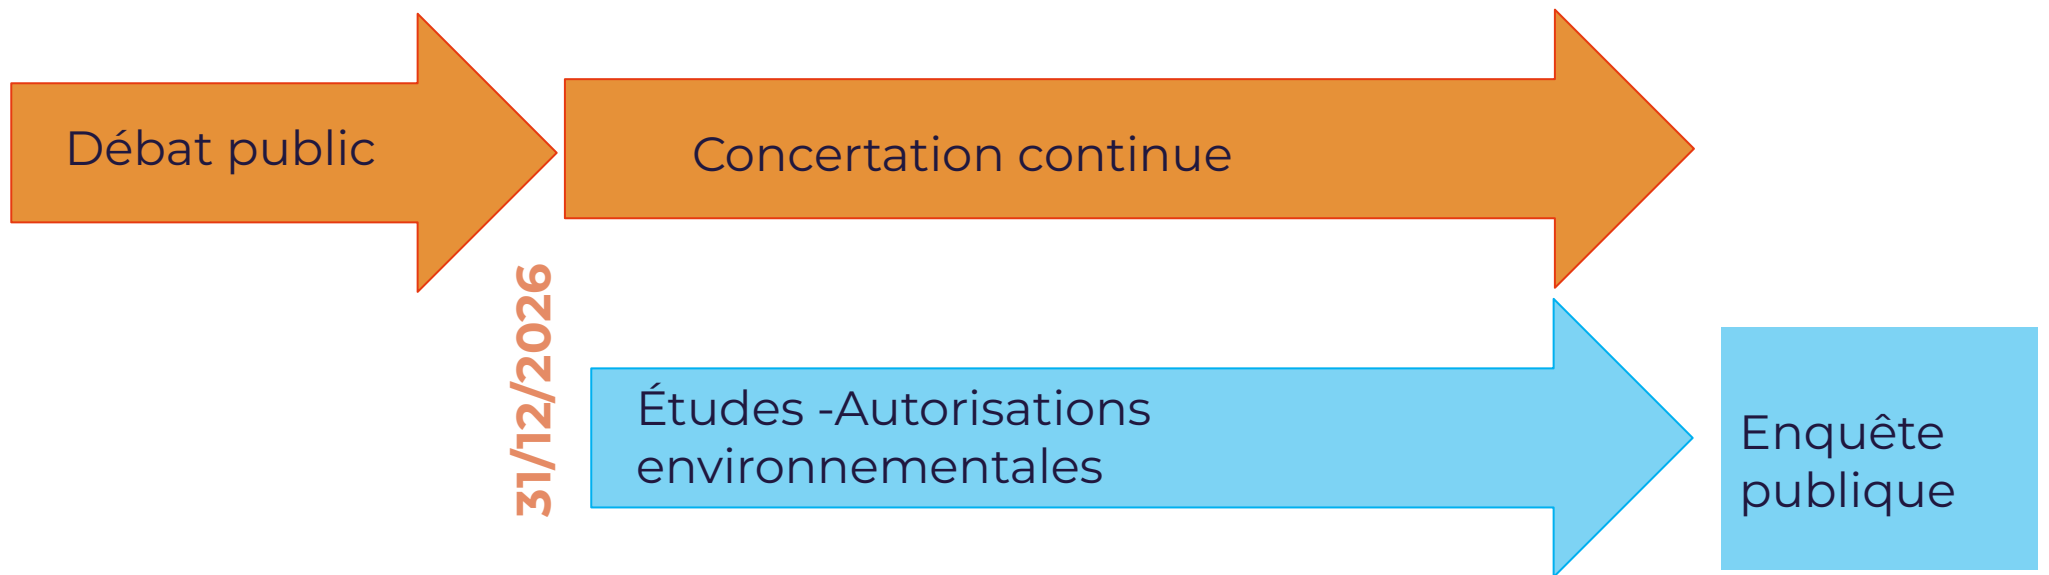 Débat public
Concertation continue
31/12/2026
Études -Autorisations
environnementales
Enquête
publique